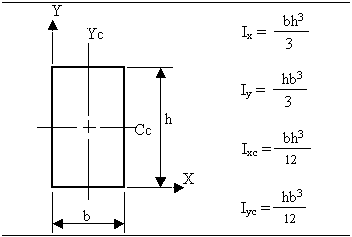 Y
Yc
Cc
h
X
b
Ix = bh³/3
Iy = hb³/3
Ixc = bh³/12
Iyc = hb³/12